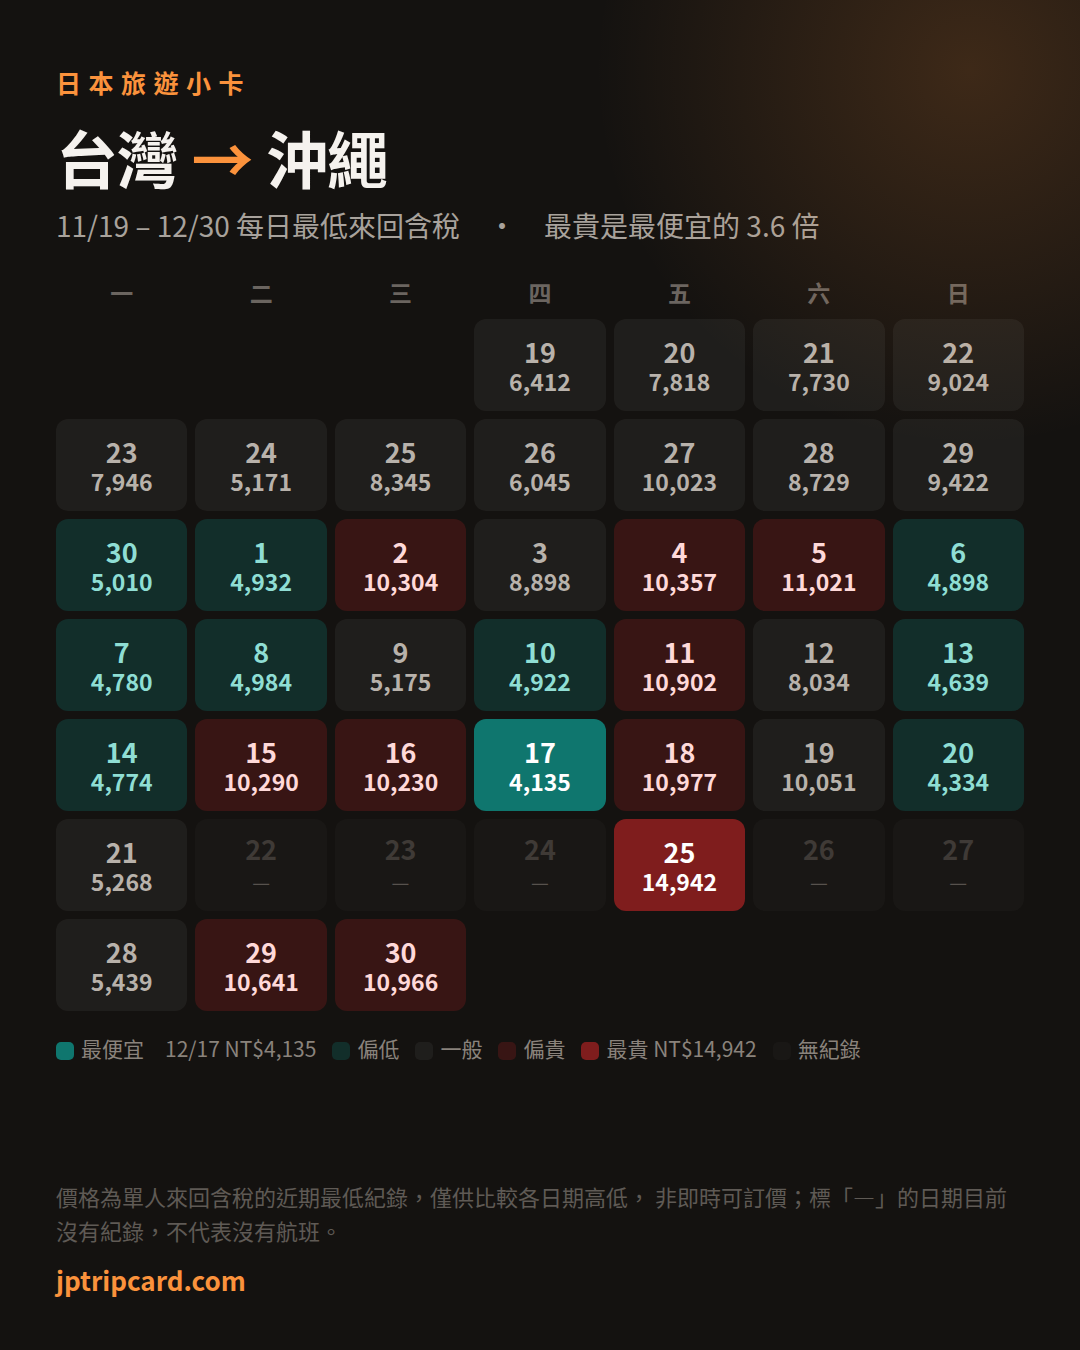 日本旅遊小卡
台灣 → 沖繩
11/19 – 12/30 每日最低來回含稅 ・ 最貴是最便宜的 3.6 倍
一 二 三 四 五 六 日
19 20 21 22
6,412 7,818 7,730 9,024
23 24 25 26 27 28 29
7,946 5,171 8,345 6,045 10,023 8,729 9,422
30 1 2 3 4 5 6
5,010 4,932 10,304 8,898 10,357 11,021 4,898
7 8 9 10 11 12 13
4,780 4,984 5,175 4,922 10,902 8,034 4,639
14 15 16 17 18 19 20
4,774 10,290 10,230 4,135 10,977 10,051 4,334
21 22 23 24 25 26 27
5,268 — — — 14,942 — —
28 29 30
5,439 10,641 10,966
最便宜 12/17 NT$4,135 偏低 一般 偏貴 最貴 NT$14,942 無紀錄
價格為單人來回含稅的近期最低紀錄，僅供比較各日期高低， 非即時可訂價；標「—」的日期目前
沒有紀錄，不代表沒有航班。
jptripcard.com